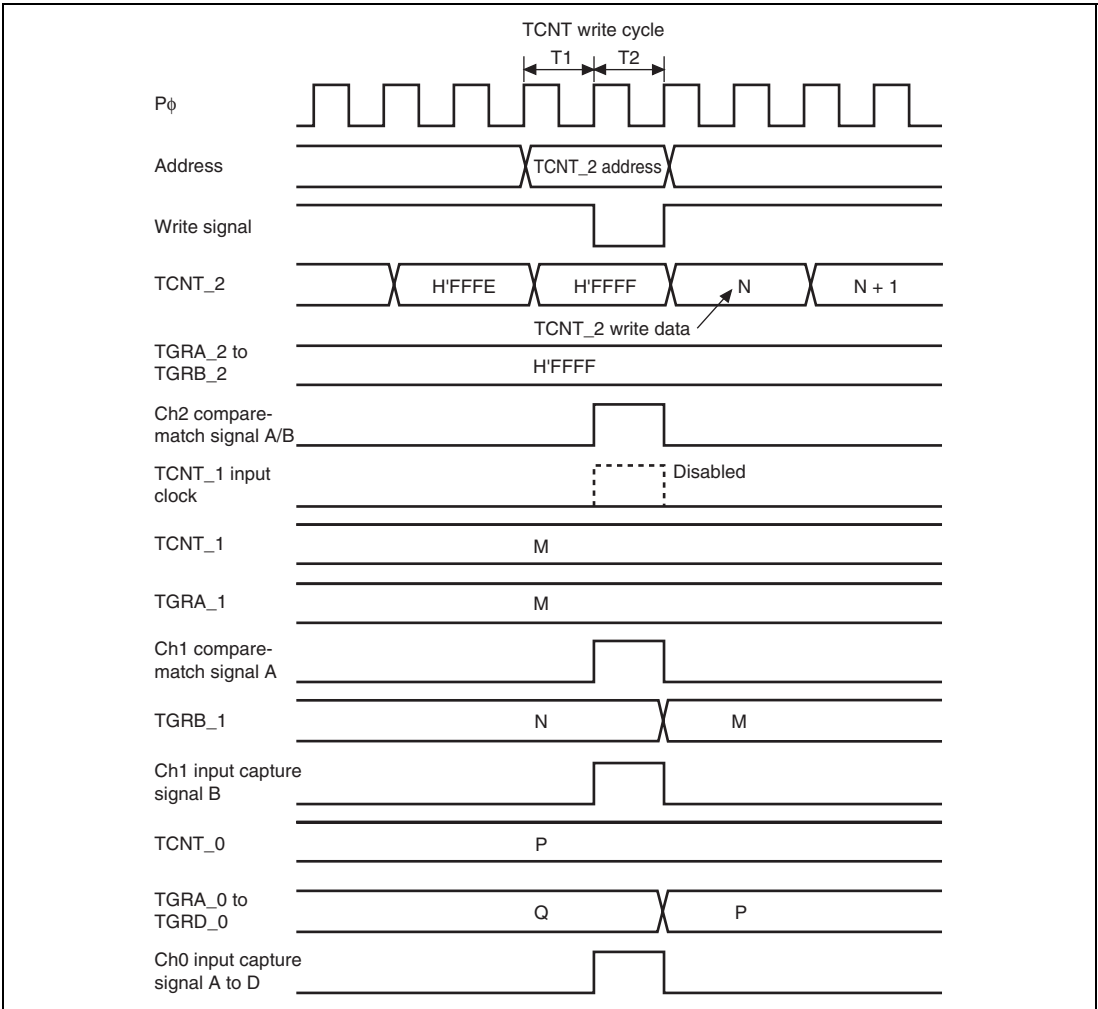 TCNT write cycle
T1 T2
Pφ
Address
TCNT_2 address
Write signal
TCNT_2
H'FFFE H'FFFF N N + 1
TCNT_2 write data
TGRA_2 to
TGRB_2
H'FFFF
Ch2 compare-
match signal A/B
TCNT_1 input
clock
Disabled
TCNT_1
M
TGRA_1
M
Ch1 compare-
match signal A
TGRB_1
N M
Ch1 input capture
signal B
TCNT_0
P
TGRA_0 to
TGRD_0
Q P
Ch0 input capture
signal A to D